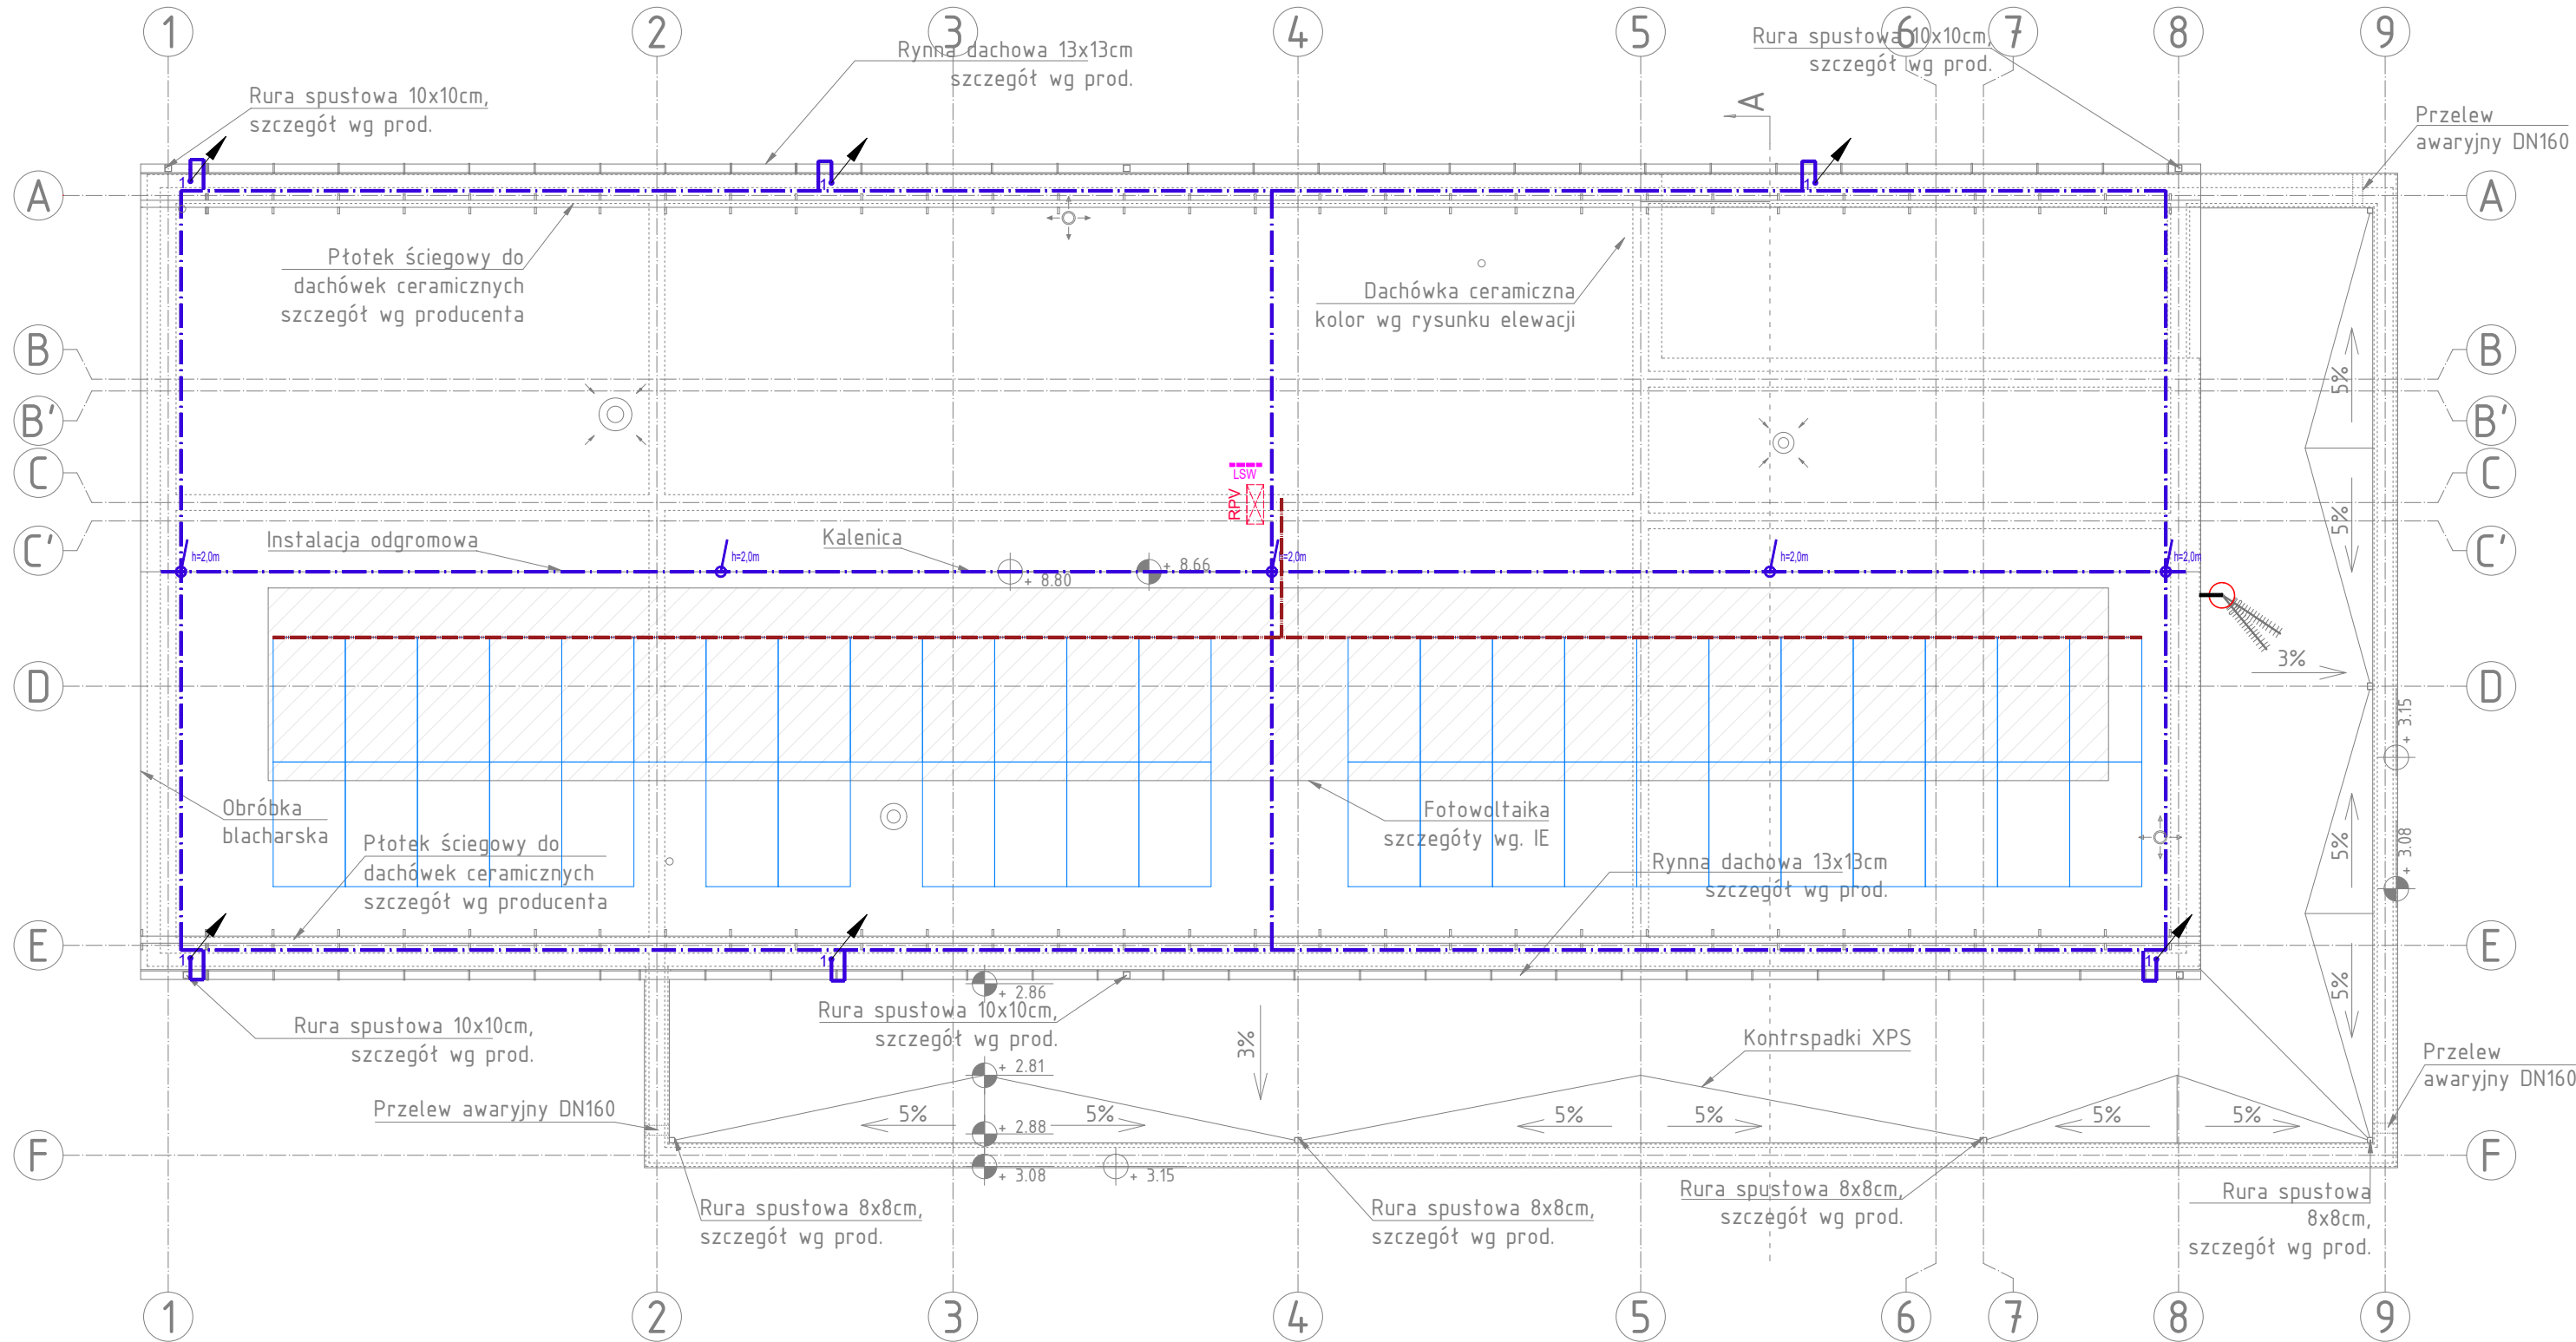 1
2
3
4
5
6
7
8
9
Rynna dachowa 13x13cm
szczegół wg prod.
Rura spustowa 10x10cm,
szczegół wg prod.
Rura spustowa 10x10cm,
szczegół wg prod.
A
Przelew
awaryjny DN160
1
1
1
A
A
Płotek ściegowy do
dachówek ceramicznych
szczegół wg producenta
Dachówka ceramiczna
kolor wg rysunku elewacji
B
B
5%
B'
B'
C
C
LSW
RPV
5%
C'
C'
Instalacja odgromowa
Kalenica
h=2,0m
h=2,0m
h=2,0m
h=2,0m
h=2,0m
+ 8.80
+ 8.66
3%
D
D
+ 3.15
Obróbka
blacharska
Fotowoltaika
szczegóły wg. IE
5%
+ 3.08
Płotek ściegowy do
dachówek ceramicznych
szczegół wg producenta
Rynna dachowa 13x13cm
szczegół wg prod.
E
E
1
1
1
5%
+ 2.86
Rura spustowa 10x10cm,
szczegół wg prod.
Rura spustowa 10x10cm,
szczegół wg prod.
3%
Kontrspadki XPS
Przelew
awaryjny DN160
+ 2.81
Przelew awaryjny DN160
5%
5%
5%
5%
5%
5%
+ 2.88
F
F
+ 3.08
+ 3.15
Rura spustowa 8x8cm,
szczegół wg prod.
Rura spustowa 8x8cm,
szczegół wg prod.
Rura spustowa 8x8cm,
szczegół wg prod.
Rura spustowa
8x8cm,
szczegół wg prod.
1
2
3
4
5
6
7
8
9